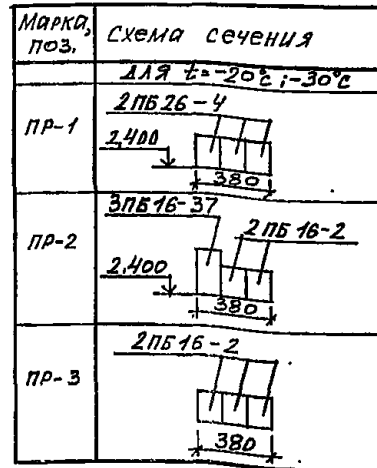 Марка, поз.
Схема сечения
для t=-20°с;-30°с
ПР-1
2ПБ26-4
2,400
380
ПР-2
3ПБ16-37
2ПБ16-2
2.400
380
ПР-3
2ПБ16-2
380